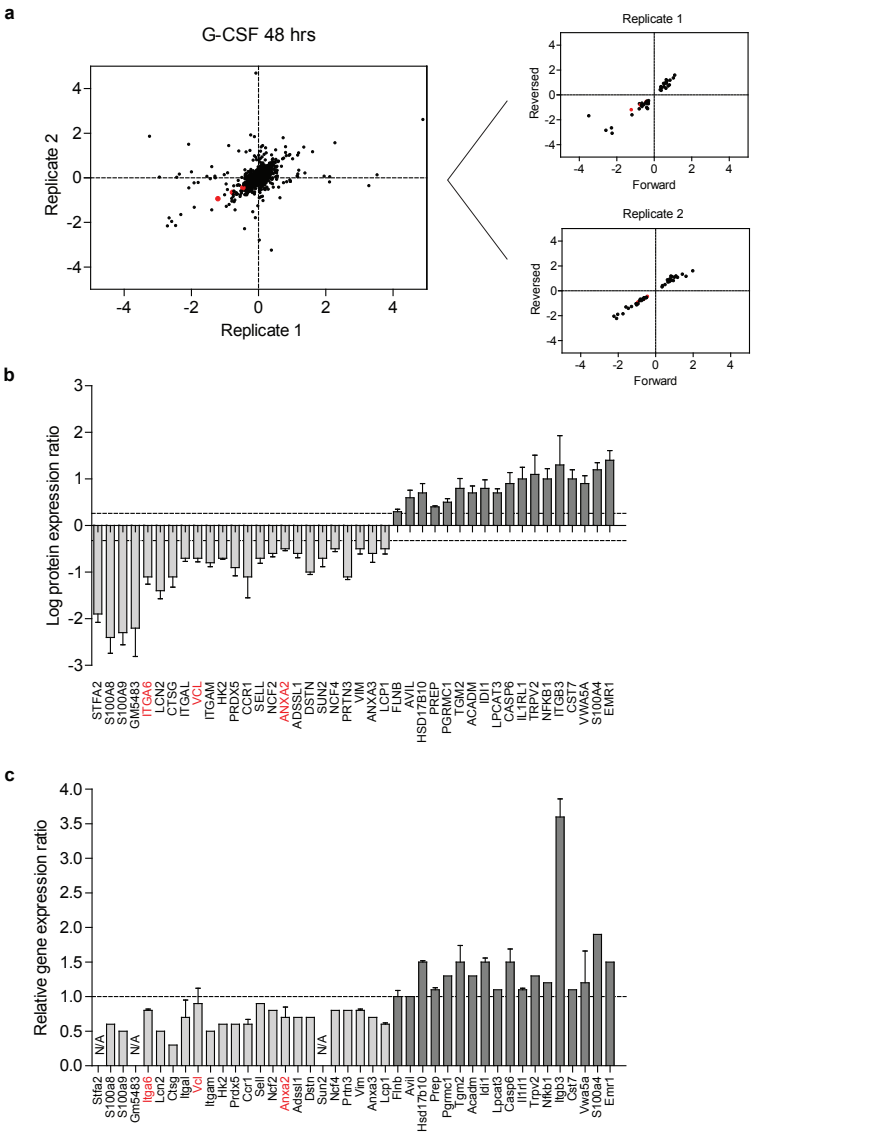 a
G-CSF 48 hrs
Replicate 2
4
2
0
-2
-4
-4 -2 0 2 4
Replicate 1
Replicate 1
Reversed
4
2
0
-2
-4
-4 -2 0 2 4
Forward
Replicate 2
Reversed
4
2
0
-2
-4
-4 -2 0 2 4
Forward
b
Log protein expression ratio
3
2
1
0
-1
-2
-3
STFA2
S100A8
S100A9
GM5483
ITGA6
LCN2
CTSG
ITGAL
VCL
ITGAM
HK2
PRDX5
CCR1
SELL
NCF2
ANXA2
ADSSL1
DSTN
SUN2
NCF4
PRTN3
VIM
ANXA3
LCP1
FLNB
AVIL
HSD17B10
PREP
PGRMC1
TGM2
ACADM
IDI1
LPCAT3
CASP6
IL1RL1
TRPV2
NFKB1
ITGB3
CST7
VWA5A
S100A4
EMR1
c
Relative gene expression ratio
4.0
3.5
3.0
2.5
2.0
1.5
1.0
0.5
0.0
N/A
N/A
N/A
Stfa2
S100a8
S100a9
Gm5483
Itga6
Lcn2
Ctsg
Itgal
Vcl
Itgam
Hk2
Prdx5
Ccr1
Sell
Ncf2
Anxa2
Adssl1
Dstn
Sun2
Ncf4
Prtn3
Vim
Anxa3
Lcp1
Flnb
Avil
Hsd17b10
Prep
Pgrmc1
Tgm2
Acadm
Idi1
Lpcat3
Casp6
Il1rl1
Trpv2
Nfkb1
Itgb3
Cst7
Vwa5a
S100a4
Emr1